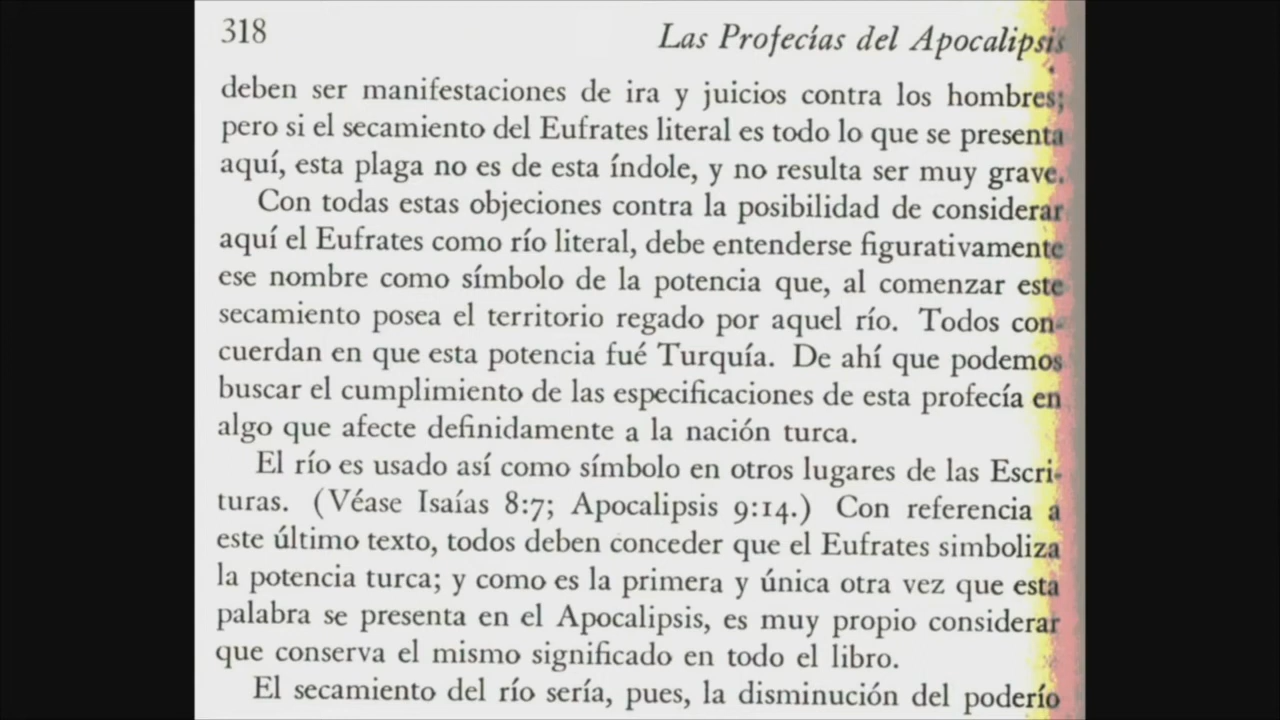 318
Las Profecías del Apocalipsis
deben ser manifestaciones de ira y juicios contra los hombres;
pero si el secamiento del Eufrates literal es todo lo que se presenta
aquí, esta plaga no es de esta índole, y no resulta ser muy grave.
Con todas estas objeciones contra la posibilidad de considerar
aquí el Eufrates como río literal, debe entenderse figurativamente
ese nombre como símbolo de la potencia que, al comenzar este
secamiento posea el territorio regado por aquel río. Todos con-
cuerdan en que esta potencia fué Turquía. De ahí que podemos
buscar el cumplimiento de las especificaciones de esta profecía en
algo que afecte definidamente a la nación turca.
El río es usado así como símbolo en otros lugares de las Escri-
turas. (Véase Isaías 8:7; Apocalipsis 9:14.) Con referencia a
este último texto, todos deben conceder que el Eufrates simboliza
la potencia turca; y como es la primera y única otra vez que esta
palabra se presenta en el Apocalipsis, es muy propio considerar
que conserva el mismo significado en todo el libro.
El secamiento del río sería, pues, la disminución del poderío